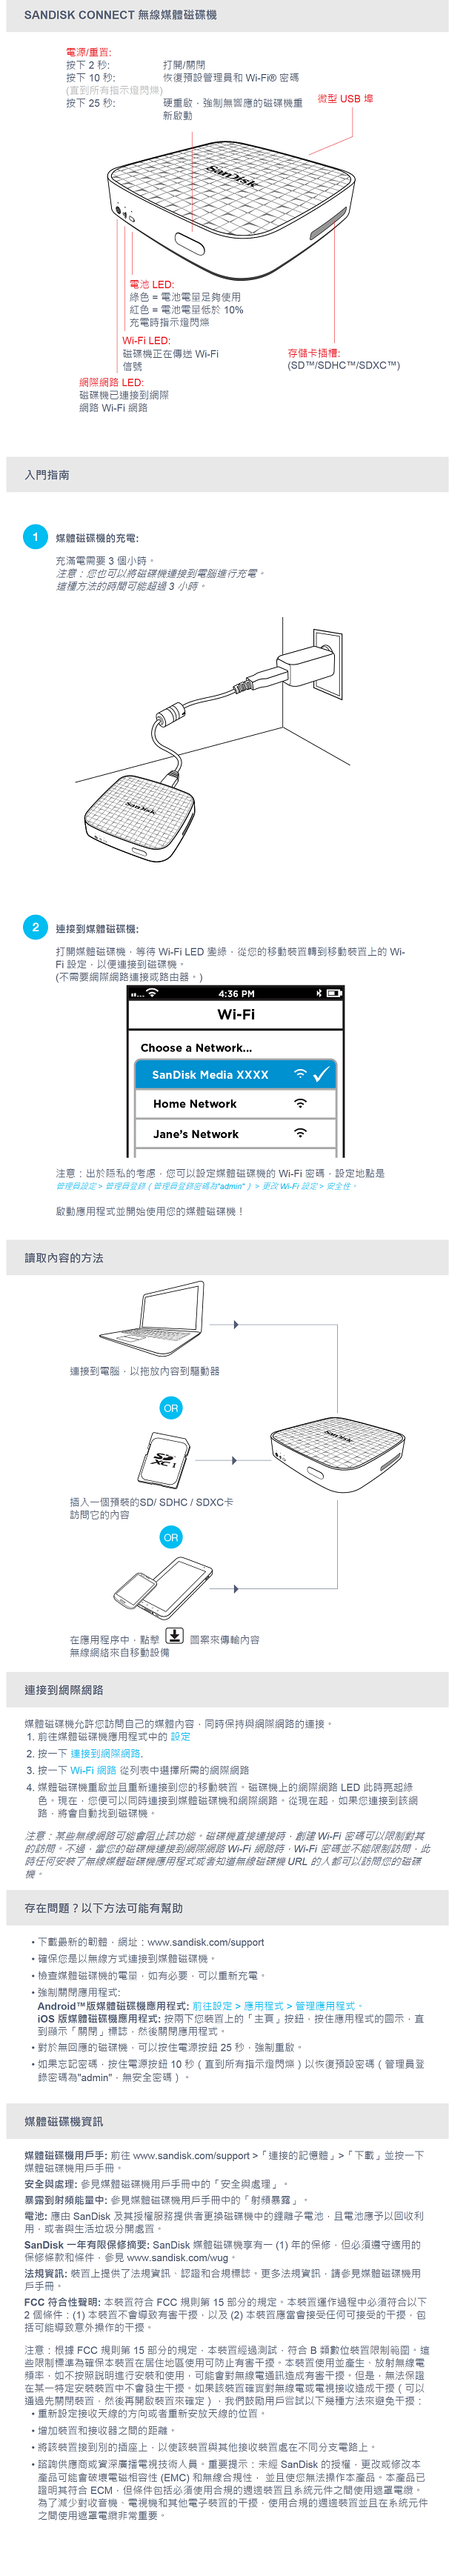 SANDISK CONNECT 無線媒體磁碟機
電源/重置:
按下 2 秒: 打開/關閉
按下 10 秒: 恢復預設管理員和 Wi-Fi® 密碼
(直到所有指示燈閃爍)
按下 25 秒: 硬重啟，強制無響應的磁碟機重
新啟動
微型 USB 埠
SanDisk
電池 LED:
綠色 = 電池電量足夠使用
紅色 = 電池電量低於 10%
充電時指示燈閃爍
Wi-Fi LED:
磁碟機正在傳送 Wi-Fi
信號
存儲卡插槽:
(SD™/SDHC™/SDXC™)
網際網路 LED:
磁碟機已連接到網際
網路 Wi-Fi 網路
入門指南
1 媒體磁碟機的充電:
充滿電需要 3 個小時。
注意：您也可以將磁碟機連接到電腦進行充電。
這種方法的時間可能超過 3 小時。
SanDisk
2 連接到媒體磁碟機:
打開媒體磁碟機，等待 Wi-Fi LED 變綠，從您的移動裝置轉到移動裝置上的 Wi-
Fi 設定，以便連接到磁碟機。
(不需要網際網路連接或路由器。)
4:36 PM
Wi-Fi
Choose a Network...
SanDisk Media XXXX
Home Network
Jane's Network
注意：出於隱私的考慮，您可以設定媒體磁碟機的 Wi-Fi 密碼，設定地點是
管理員設定 > 管理員登錄（管理員登錄密碼為"admin"）> 更改 Wi-Fi 設定 > 安全性。
啟動應用程式並開始使用您的媒體磁碟機！
讀取內容的方法
連接到電腦，以拖放內容到驅動器
OR
SD
XC I
SanDisk
插入一個預裝的SD/ SDHC / SDXC卡
訪問它的內容
OR
在應用程序中，點擊 圖案來傳輸內容
無線網絡來自移動設備
連接到網際網路
媒體磁碟機允許您訪問自己的媒體內容，同時保持與網際網路的連接。
1. 前往媒體磁碟機應用程式中的 設定
2. 按一下 連接到網際網路.
3. 按一下 Wi-Fi 網路 從列表中選擇所需的網際網路
4. 媒體磁碟機重啟並且重新連接到您的移動裝置。磁碟機上的網際網路 LED 此時亮起綠
色。現在，您便可以同時連接到媒體磁碟機和網際網路。從現在起，如果您連接到該網
路，將會自動找到磁碟機。
注意：某些無線網路可能會阻止該功能。磁碟機直接連接時，創建 Wi-Fi 密碼可以限制對其
的訪問。不過，當您的磁碟機連接到網際網路 Wi-Fi 網路時，Wi-Fi 密碼並不能限制訪問，此
時任何安裝了無線媒體磁碟機應用程式或者知道無線磁碟機 URL 的人都可以訪問您的磁碟
機。
存在問題？以下方法可能有幫助
• 下載最新的韌體，網址：www.sandisk.com/support
• 確保您是以無線方式連接到媒體磁碟機。
• 檢查媒體磁碟機的電量，如有必要，可以重新充電。
• 強制關閉應用程式:
Android™版媒體磁碟機應用程式: 前往設定 > 應用程式 > 管理應用程式。
iOS 版媒體磁碟機應用程式: 按兩下您裝置上的「主頁」按鈕，按住應用程式的圖示，直
到顯示「關閉」標誌，然後關閉應用程式。
• 對於無回應的磁碟機，可以按住電源按鈕 25 秒，強制重啟。
• 如果忘記密碼，按住電源按鈕 10 秒（直到所有指示燈閃爍）以恢復預設密碼（管理員登
錄密碼為"admin"，無安全密碼）。
媒體磁碟機資訊
媒體磁碟機用戶手: 前往 www.sandisk.com/support >「連接的記憶體」>「下載」並按一下
媒體磁碟機用戶手冊。
安全與處理: 參見媒體磁碟機用戶手冊中的「安全與處理」。
暴露到射頻能量中: 參見媒體磁碟機用戶手冊中的「射頻暴露」。
電池: 應由 SanDisk 及其授權服務提供者更換磁碟機中的鋰離子電池，且電池應予以回收利
用，或者與生活垃圾分開處置。
SanDisk 一年有限保修摘要: SanDisk 媒體磁碟機享有一 (1) 年的保修，但必須遵守適用的
保修條款和條件，參見 www.sandisk.com/wug。
法規資訊: 裝置上提供了法規資訊、認證和合規標誌。更多法規資訊，請參見媒體磁碟機用
戶手冊。
FCC 符合性聲明: 本裝置符合 FCC 規則第 15 部分的規定。本裝置運作過程中必須符合以下
2 個條件：(1) 本裝置不會導致有害干擾，以及 (2) 本裝置應當會接受任何可接受的干擾，包
括可能導致意外操作的干擾。
注意：根據 FCC 規則第 15 部分的規定，本裝置經過測試，符合 B 類數位裝置限制範圍。這
些限制標準為確保本裝置在居住地區使用可防止有害干擾。本裝置使用並產生、放射無線電
頻率，如不按照說明進行安裝和使用，可能會對無線電通訊造成有害干擾。但是，無法保證
在某一特定安裝裝置中不會發生干擾。如果該裝置確實對無線電或電視接收造成干擾（可以
通過先關閉裝置，然後再開啟裝置來確定），我們鼓勵用戶嘗試以下幾種方法來避免干擾：
• 重新設定接收天線的方向或者重新安放天線的位置。
• 增加裝置和接收器之間的距離。
• 將該裝置接到別的插座上，以使該裝置與其他接收裝置處在不同分支電路上。
• 諮詢供應商或資深廣播電視技術人員。重要提示：未經 SanDisk 的授權，更改或修改本
產品可能會破壞電磁相容性 (EMC) 和無線合規性， 並且使您無法操作本產品。本產品已
證明其符合 ECM，但條件包括必須使用合規的週邊裝置且系統元件之間使用遮罩電纜。
為了減少對收音機、電視機和其他電子裝置的干擾，使用合規的週邊裝置並且在系統元件
之間使用遮罩電纜非常重要。